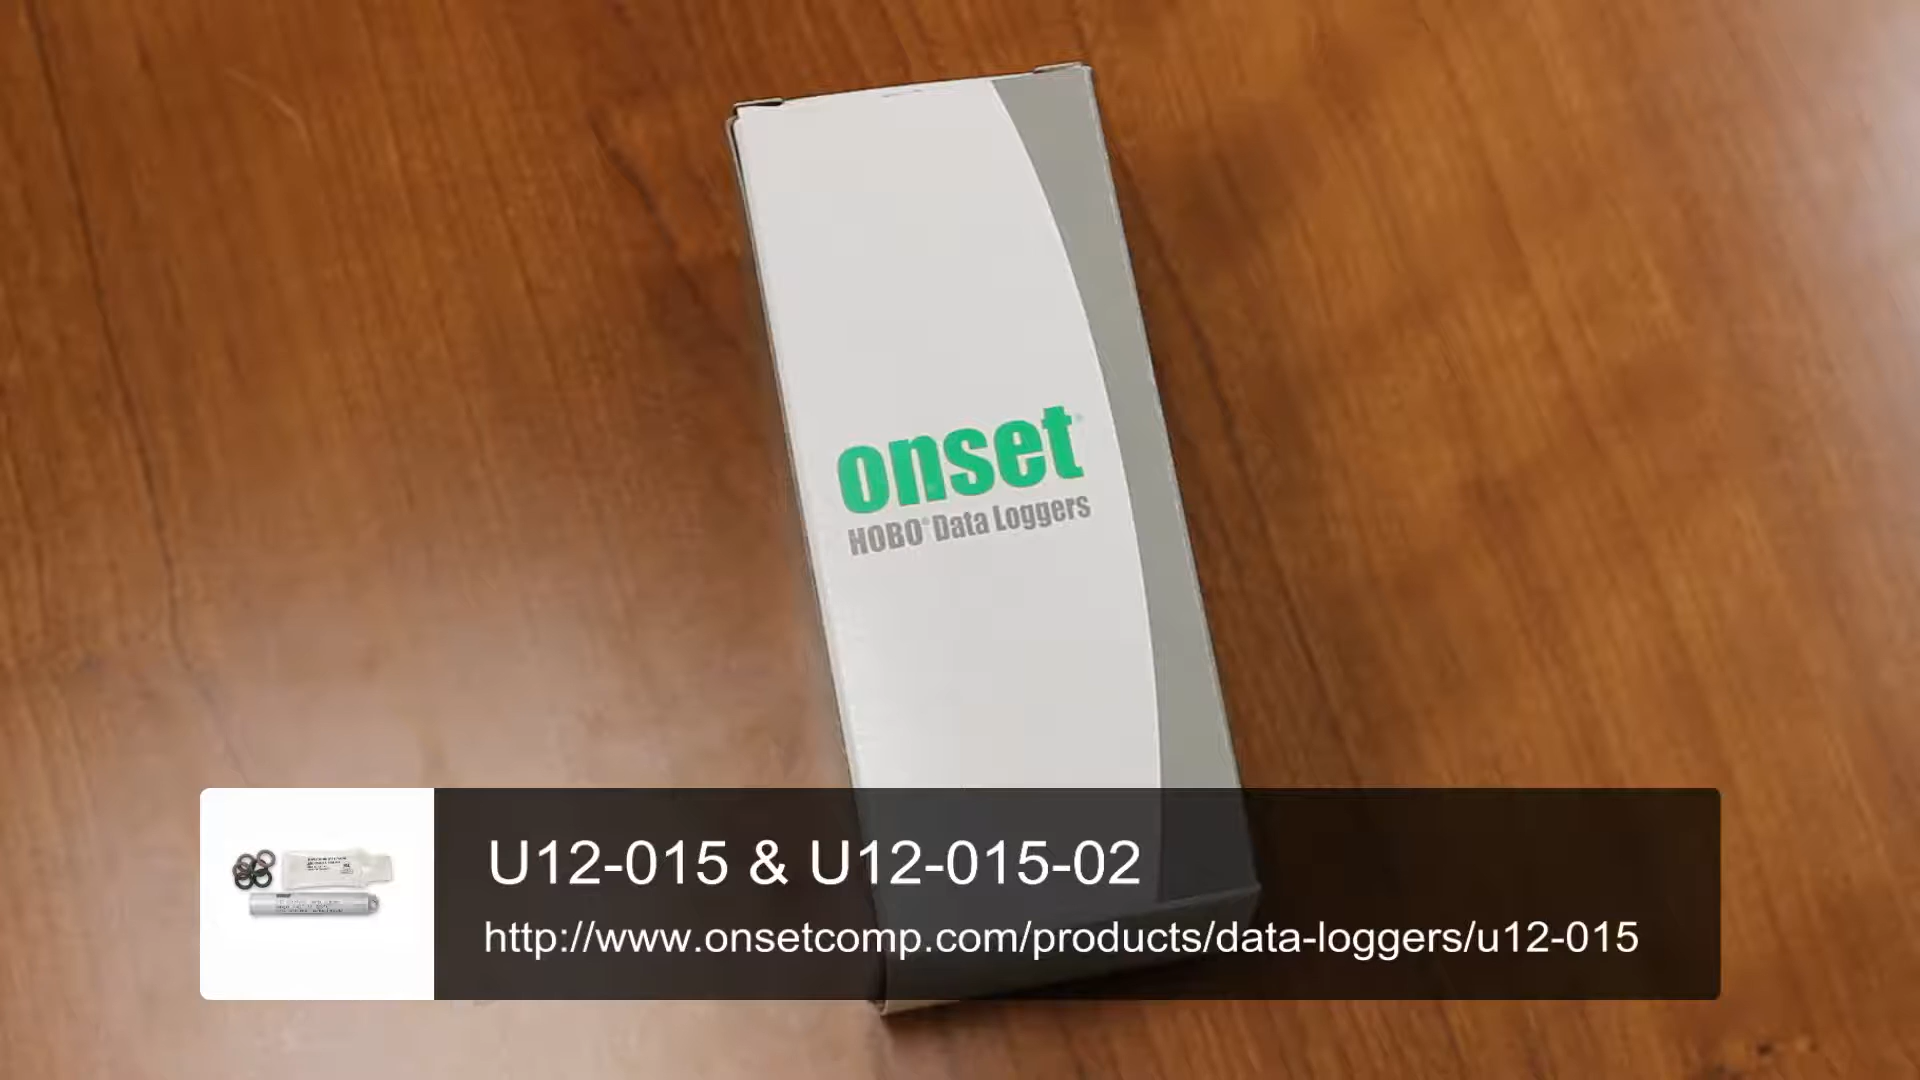 onset
HOBO® Data Loggers
U12-015 & U12-015-02
http://www.onsetcomp.com/products/data-loggers/u12-015